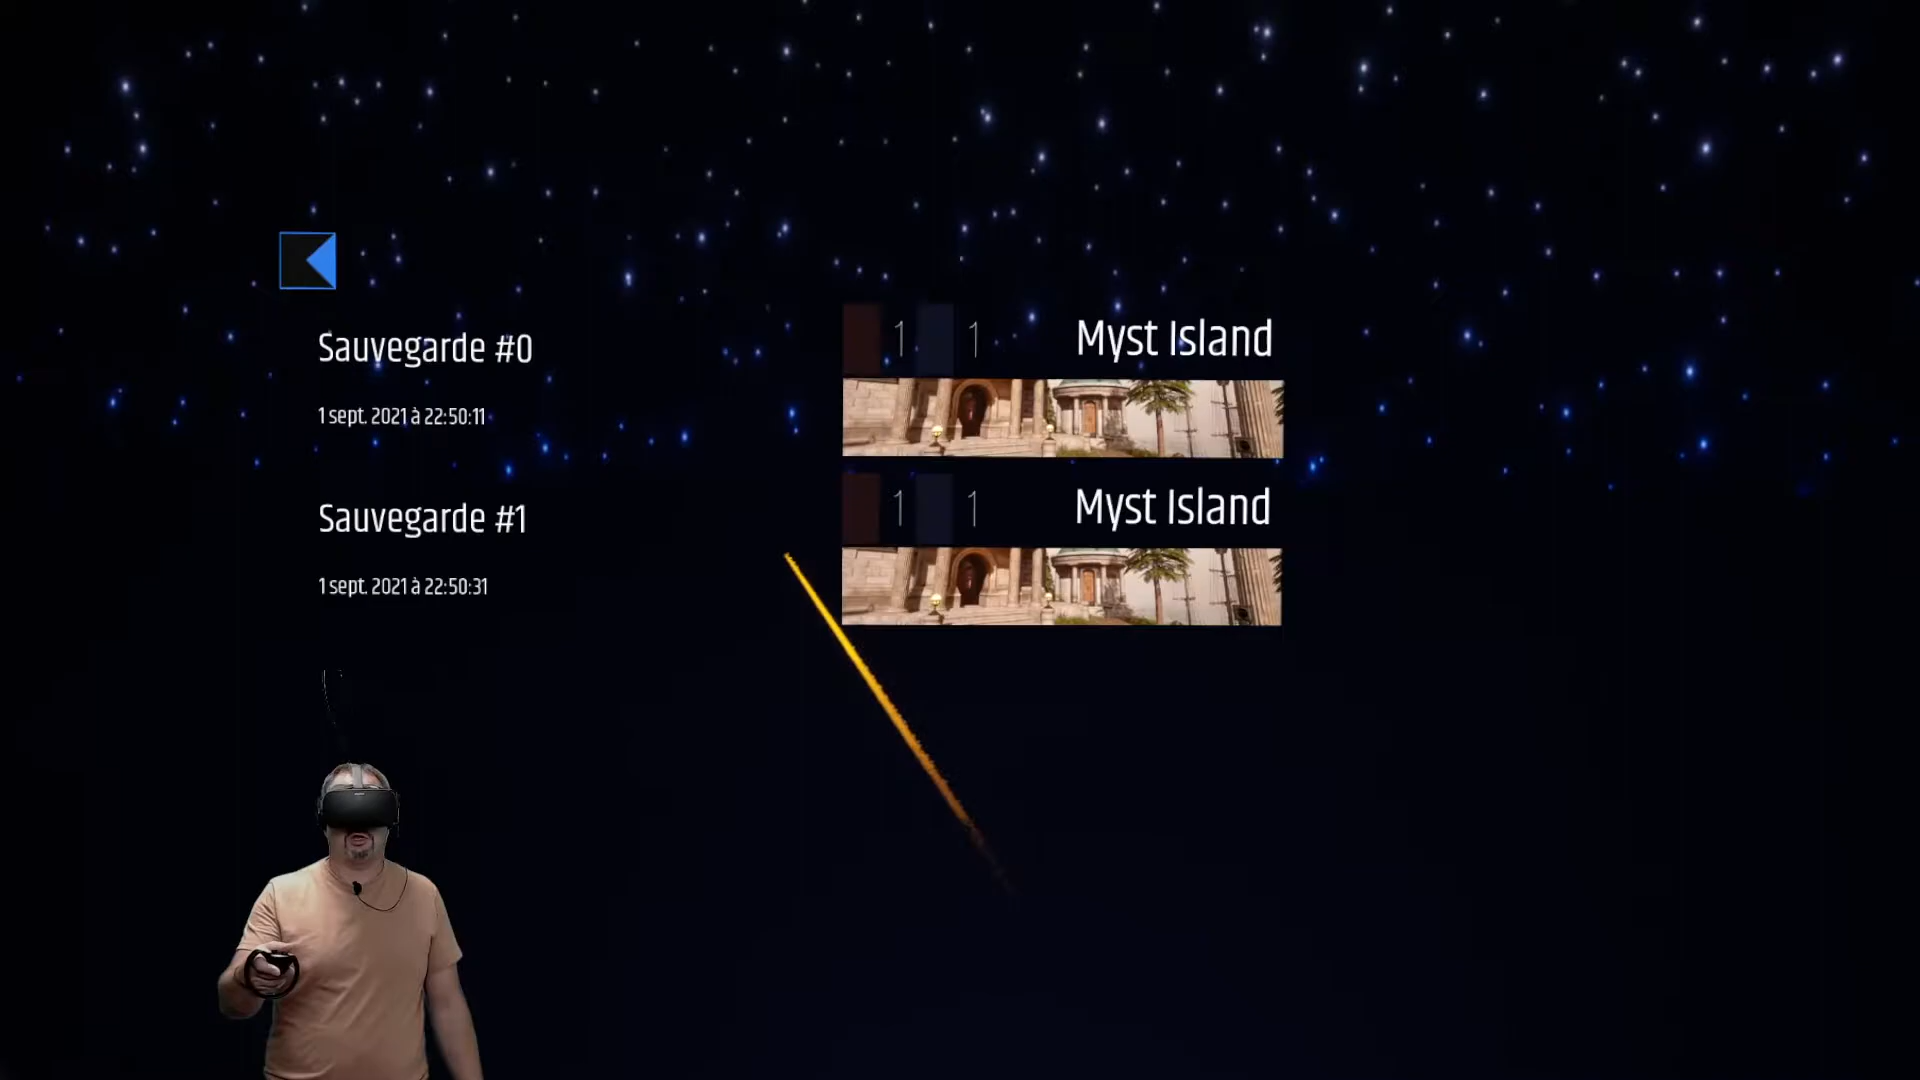 Sauvegarde #0
1 1 Myst Island
1 sept. 2021 à 22:50:11
Sauvegarde #1
1 1 Myst Island
1 sept. 2021 à 22:50:31